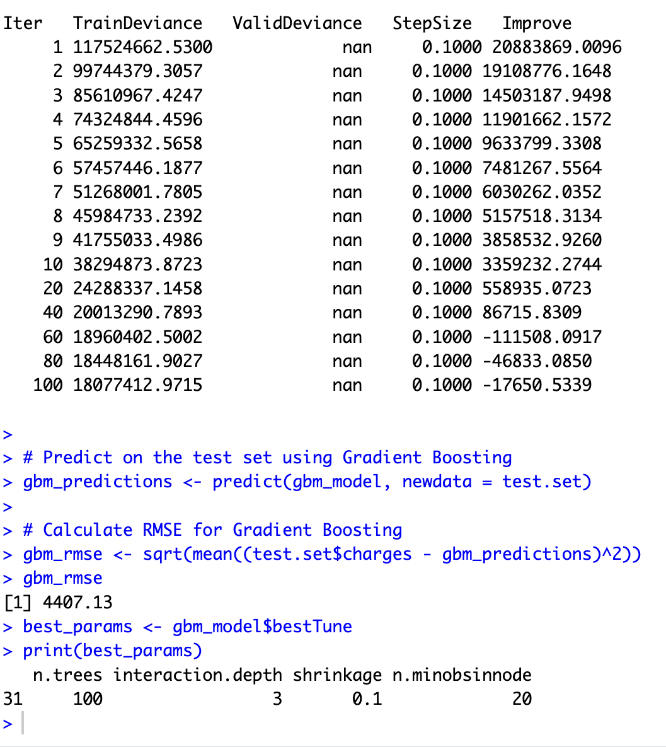 Iter   TrainDeviance   ValidDeviance   StepSize   Improve
     1 117524662.5300             nan     0.1000 20883869.0096
     2 99744379.3057             nan     0.1000 19108776.1648
     3 85610967.4247             nan     0.1000 14503187.9498
     4 74324844.4596             nan     0.1000 11901662.1572
     5 65259332.5658             nan     0.1000 9633799.3308
     6 57457446.1877             nan     0.1000 7481267.5564
     7 51268001.7805             nan     0.1000 6030262.0352
     8 45984733.2392             nan     0.1000 5157518.3134
     9 41755033.4986             nan     0.1000 3858532.9260
    10 38294873.8723             nan     0.1000 3359232.2744
    20 24288337.1458             nan     0.1000 558935.0723
    40 20013290.7893             nan     0.1000 86715.8309
    60 18960402.5002             nan     0.1000 -111508.0917
    80 18448161.9027             nan     0.1000 -46833.0850
   100 18077412.9715             nan     0.1000 -17650.5339
>
> # Predict on the test set using Gradient Boosting
> gbm_predictions <- predict(gbm_model, newdata = test.set)
>
> # Calculate RMSE for Gradient Boosting
> gbm_rmse <- sqrt(mean((test.set$charges - gbm_predictions)^2))
> gbm_rmse
[1] 4407.13
> best_params <- gbm_model$bestTune
> print(best_params)
   n.trees interaction.depth shrinkage n.minobsinnode
31     100                 3       0.1             20
>